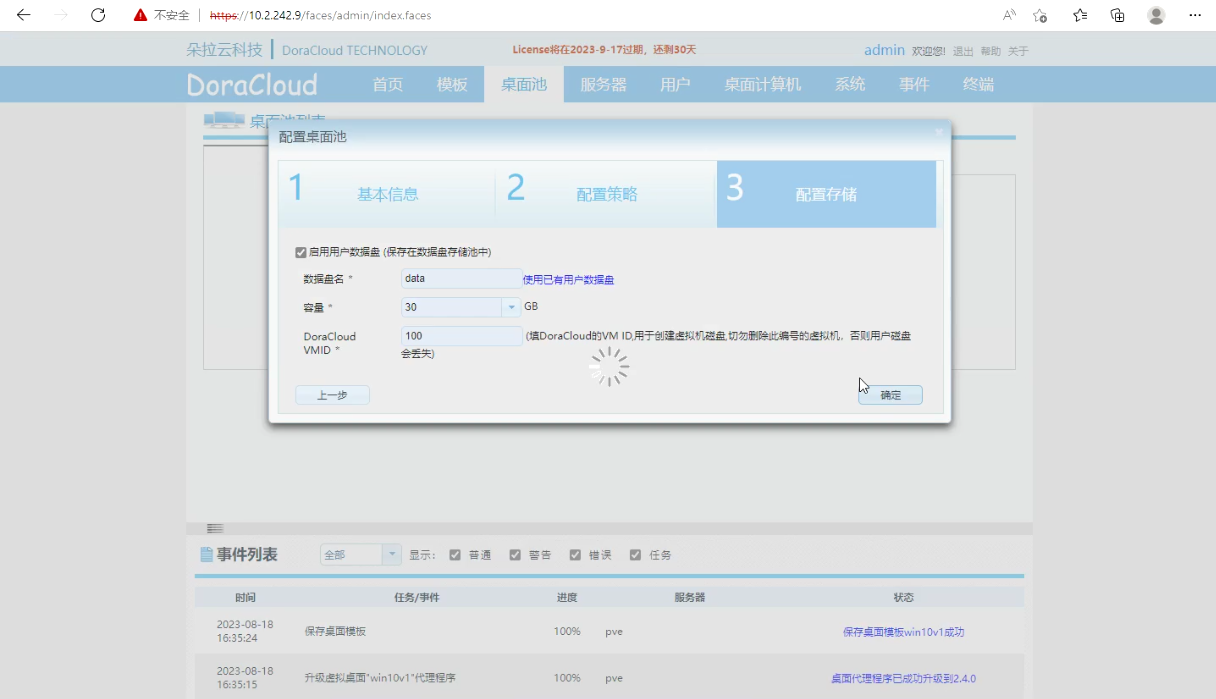 不安全 https://10.2.242.9/faces/admin/index.faces
朵拉云科技 DoraCloud TECHNOLOGY License将在2023-9-17过期，还剩30天 admin 欢迎您! 退出 帮助 关于
DoraCloud 首页 模板 桌面池 服务器 用户 桌面计算机 系统 事件 终端
桌面池列表
配置桌面池
1 基本信息 2 配置策略 3 配置存储
启用用户数据盘 (保存在数据盘存储池中)
数据盘名 * data 使用已有用户数据盘
容量 * 30 GB
DoraCloud VMID * 100 (填DoraCloud的VM ID,用于创建虚拟机磁盘,切勿删除此编号的虚拟机，否则用户磁盘
会丢失)
上一步 确定
事件列表 全部 显示: 普通 警告 错误 任务
时间 任务/事件 进度 服务器 状态
2023-08-18
16:35:24 保存桌面模板 100% pve 保存桌面模板win10v1成功
2023-08-18
16:35:15 升级虚拟桌面"win10v1"代理程序 100% pve 桌面代理程序已成功升级到2.4.0